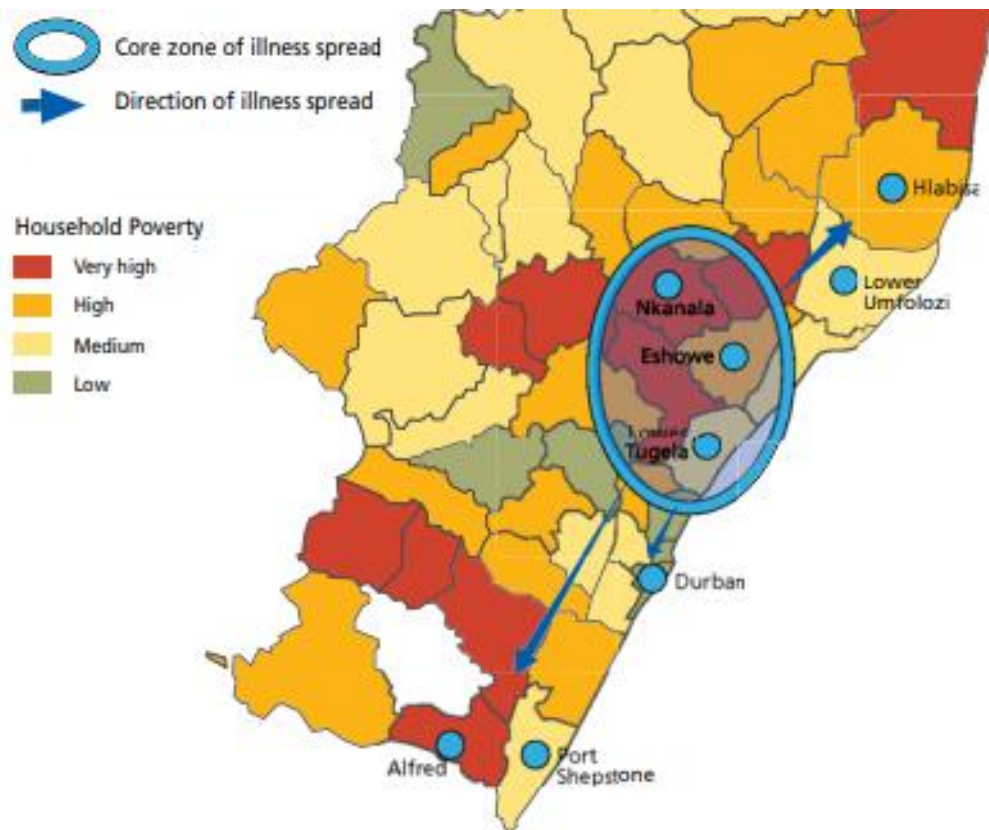 Core zone of illness spread
Direction of illness spread
Household Poverty
Very high
High
Medium
Low
Hlabisa
Lower
Umfolozi
Nkanala
Eshowe
Lower
Tugela
Durban
Alfred
Port
Shepstone